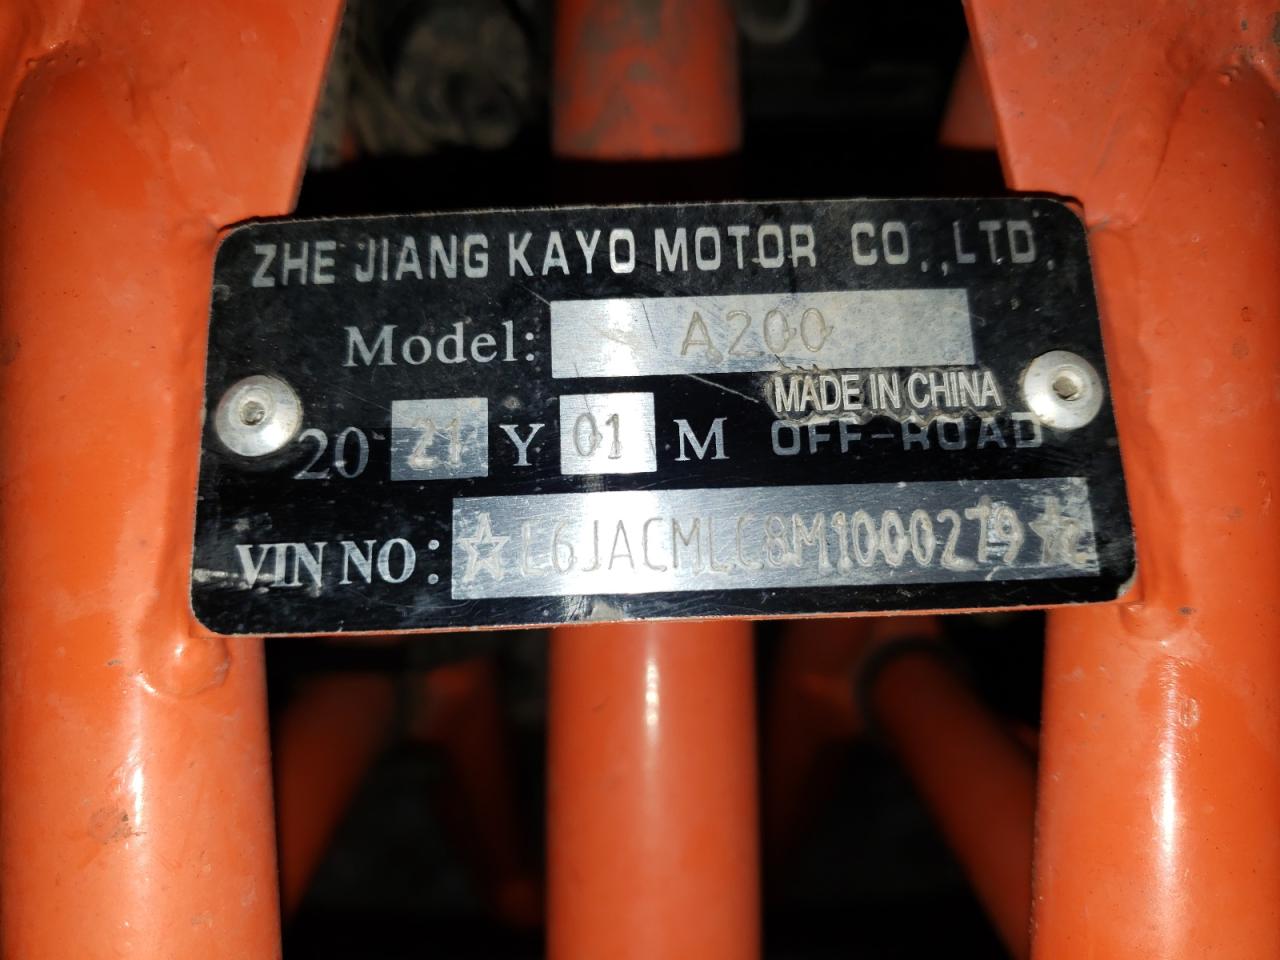 ZHE JIANG KAYO MOTOR CO.,LTD.
Model: A200
MADE IN CHINA
20 21 Y 01 M OFF-ROAD
VIN NO: ☆L6JACMLC8M1000279☆